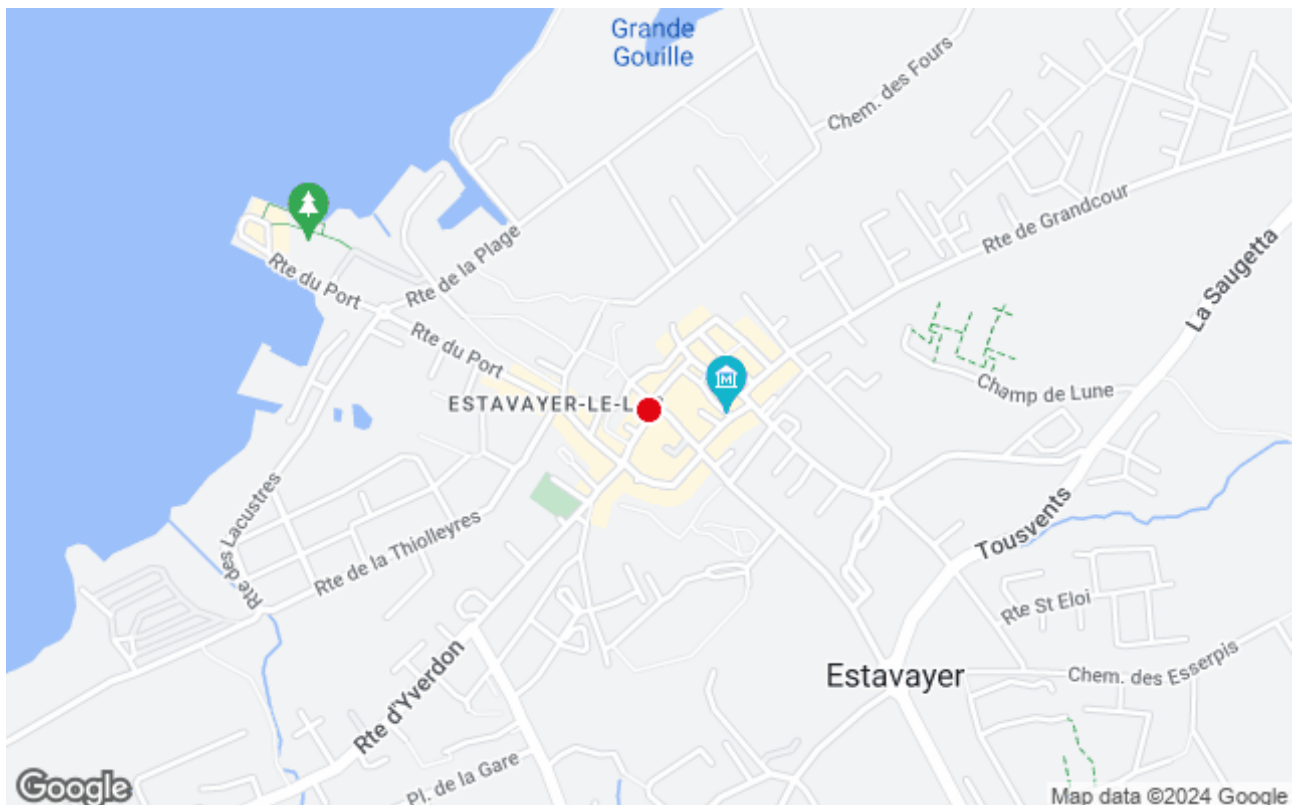 Grande
Gouille
Chem. des Fours
Rte de Grandcour
La Saugetta
Rte de la Plage
Rte du Port
Rte du Port
Champ de Lune
ESTAVAYER-LE-L
Rte des Lacustres
Rte de la Thiolleyres
Tousvents
Rte St Eloi
Estavayer
Chem. des Esserpis
Rte d'Yverdon
Pl. de la Gare
Google
Map data ©2024 Google